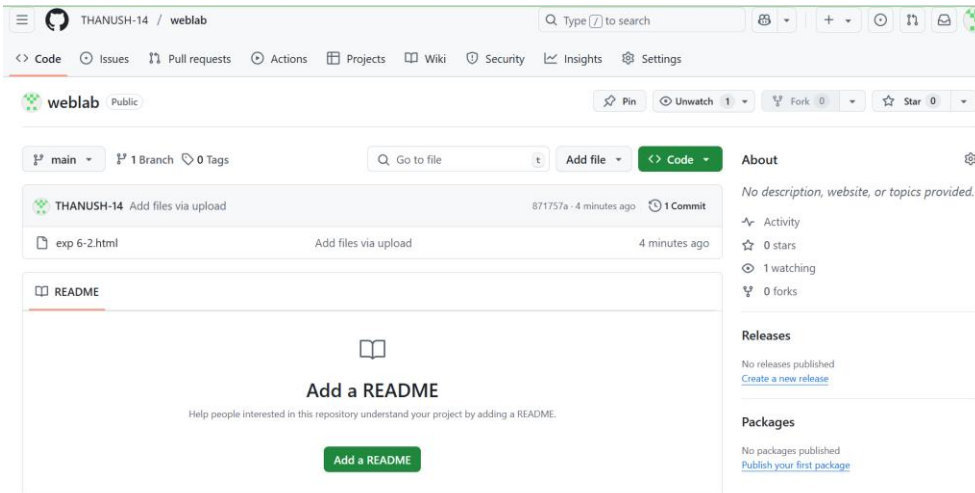 THANUSH-14 / weblab
Type / to search
Code Issues Pull requests Actions Projects Wiki Security Insights Settings
weblab Public
Pin Unwatch 1 Fork 0 Star 0
main 1 Branch 0 Tags Go to file t Add file Code
THANUSH-14 Add files via upload 871757a · 4 minutes ago 1 Commit
exp 6-2.html Add files via upload 4 minutes ago
README
Add a README
Help people interested in this repository understand your project by adding a README.
Add a README
About
No description, website, or topics provided.
Activity
0 stars
1 watching
0 forks
Releases
No releases published
Create a new release
Packages
No packages published
Publish your first package